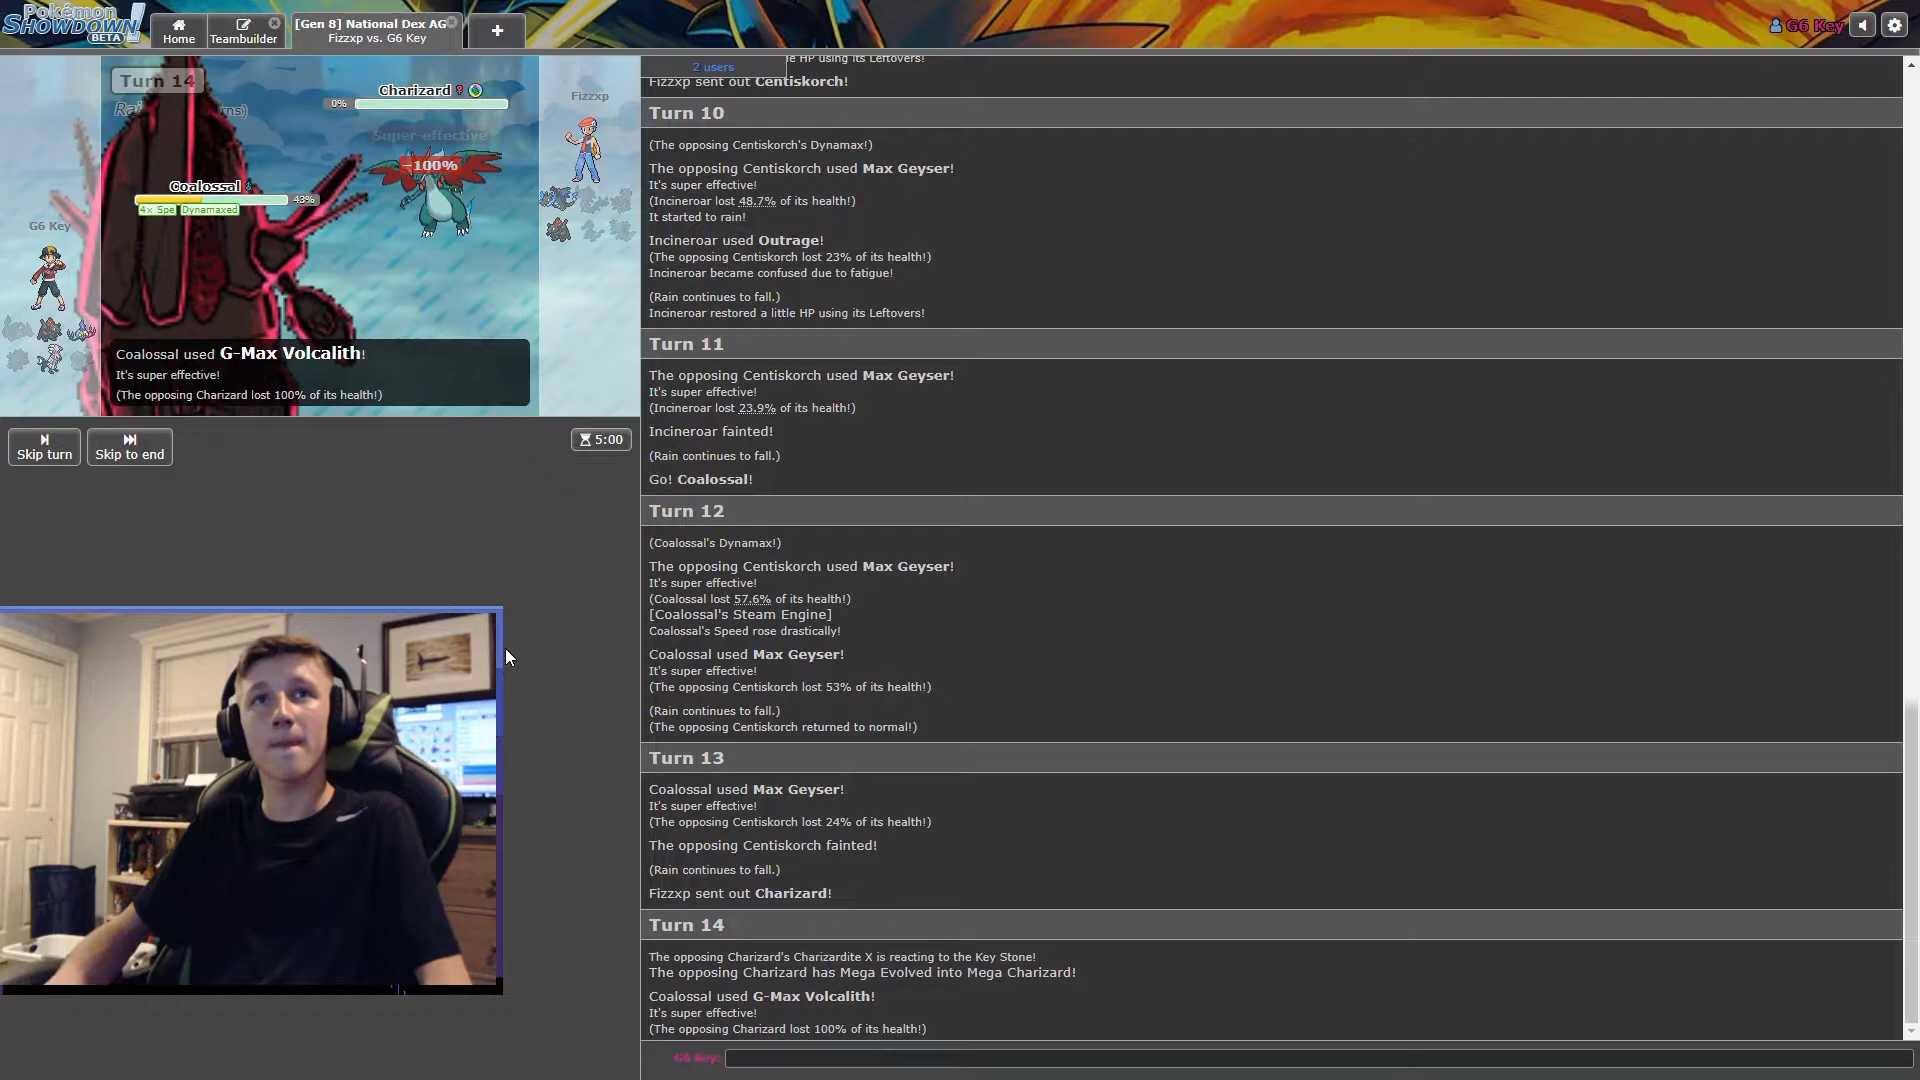 Pokémon
SHOWDOWN!
BETA
Home
Teambuilder
[Gen 8] National Dex AG
Fizzxp vs. G6 Key
+
G6 Key
Turn 14
Charizard ♀
0%
Super effective
−100%
Coalossal ♂
43%
4× Spe Dynamaxed
G6 Key
Fizzxp
Coalossal used G-Max Volcalith!
It's super effective!
(The opposing Charizard lost 100% of its health!)
Skip turn
Skip to end
5:00
2 users
le HP using its Leftovers!
Fizzxp sent out Centiskorch!
Turn 10
(The opposing Centiskorch's Dynamax!)
The opposing Centiskorch used Max Geyser!
It's super effective!
(Incineroar lost 48.7% of its health!)
It started to rain!
Incineroar used Outrage!
(The opposing Centiskorch lost 23% of its health!)
Incineroar became confused due to fatigue!
(Rain continues to fall.)
Incineroar restored a little HP using its Leftovers!
Turn 11
The opposing Centiskorch used Max Geyser!
It's super effective!
(Incineroar lost 23.9% of its health!)
Incineroar fainted!
(Rain continues to fall.)
Go! Coalossal!
Turn 12
(Coalossal's Dynamax!)
The opposing Centiskorch used Max Geyser!
It's super effective!
(Coalossal lost 57.6% of its health!)
[Coalossal's Steam Engine]
Coalossal's Speed rose drastically!
Coalossal used Max Geyser!
It's super effective!
(The opposing Centiskorch lost 53% of its health!)
(Rain continues to fall.)
(The opposing Centiskorch returned to normal!)
Turn 13
Coalossal used Max Geyser!
It's super effective!
(The opposing Centiskorch lost 24% of its health!)
The opposing Centiskorch fainted!
(Rain continues to fall.)
Fizzxp sent out Charizard!
Turn 14
The opposing Charizard's Charizardite X is reacting to the Key Stone!
The opposing Charizard has Mega Evolved into Mega Charizard!
Coalossal used G-Max Volcalith!
It's super effective!
(The opposing Charizard lost 100% of its health!)
G6 Key: